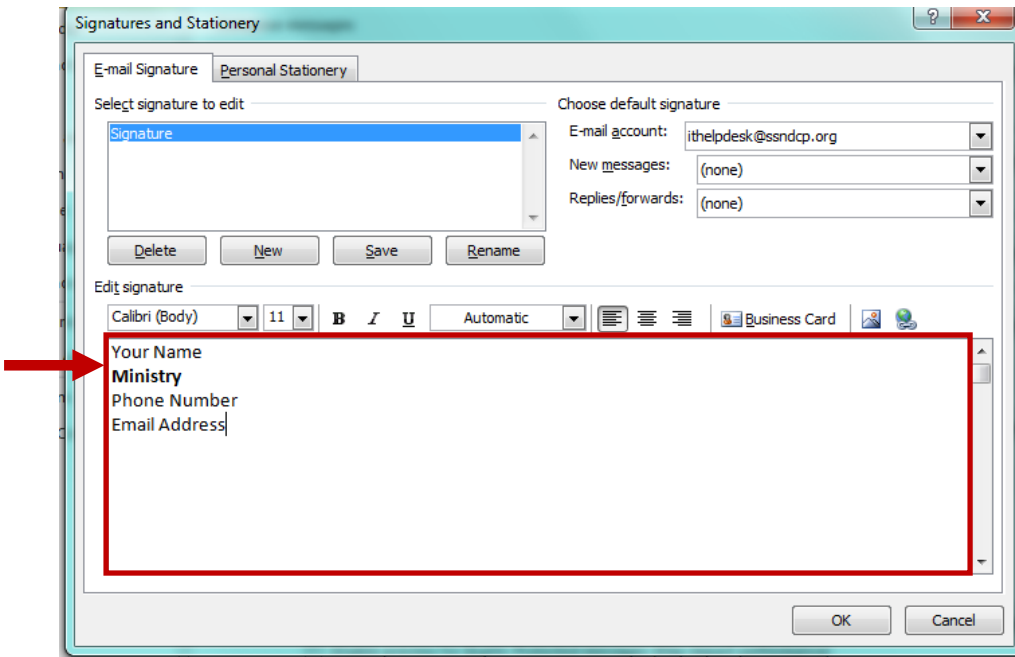 Signatures and Stationery
?
X
E-mail Signature
Personal Stationery
Select signature to edit
Choose default signature
Signature
E-mail account:
ithelpdesk@ssndcp.org
New messages:
(none)
Replies/forwards:
(none)
Delete
New
Save
Rename
Edit signature
Calibri (Body)
11
B
I
U
Automatic
Business Card
Your Name
Ministry
Phone Number
Email Address
OK
Cancel